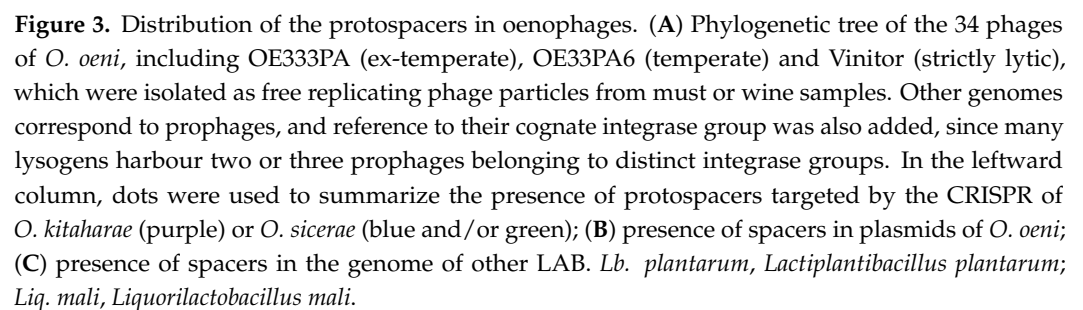 Figure 3. Distribution of the protospacers in oenophages. (A) Phylogenetic tree of the 34 phages
of O. oeni, including OE333PA (ex-temperate), OE33PA6 (temperate) and Vinitor (strictly lytic),
which were isolated as free replicating phage particles from must or wine samples. Other genomes
correspond to prophages, and reference to their cognate integrase group was also added, since many
lysogens harbour two or three prophages belonging to distinct integrase groups. In the leftward
column, dots were used to summarize the presence of protospacers targeted by the CRISPR of
O. kitaharae (purple) or O. sicerae (blue and/or green); (B) presence of spacers in plasmids of O. oeni;
(C) presence of spacers in the genome of other LAB. Lb. plantarum, Lactiplantibacillus plantarum;
Liq. mali, Liquorilactobacillus mali.